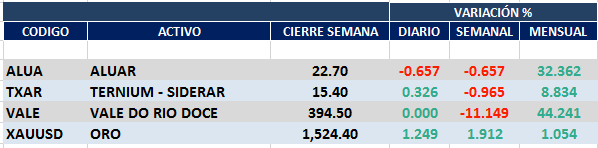 VARIACIÓN %
CODIGO ACTIVO CIERRE SEMANA DIARIO SEMANAL MENSUAL
ALUA ALUAR 22.70 -0.657 -0.657 32.362
TXAR TERNIUM - SIDERAR 15.40 0.326 -0.965 8.834
VALE VALE DO RIO DOCE 394.50 0.000 -11.149 44.241
XAUUSD ORO 1,524.40 1.249 1.912 1.054